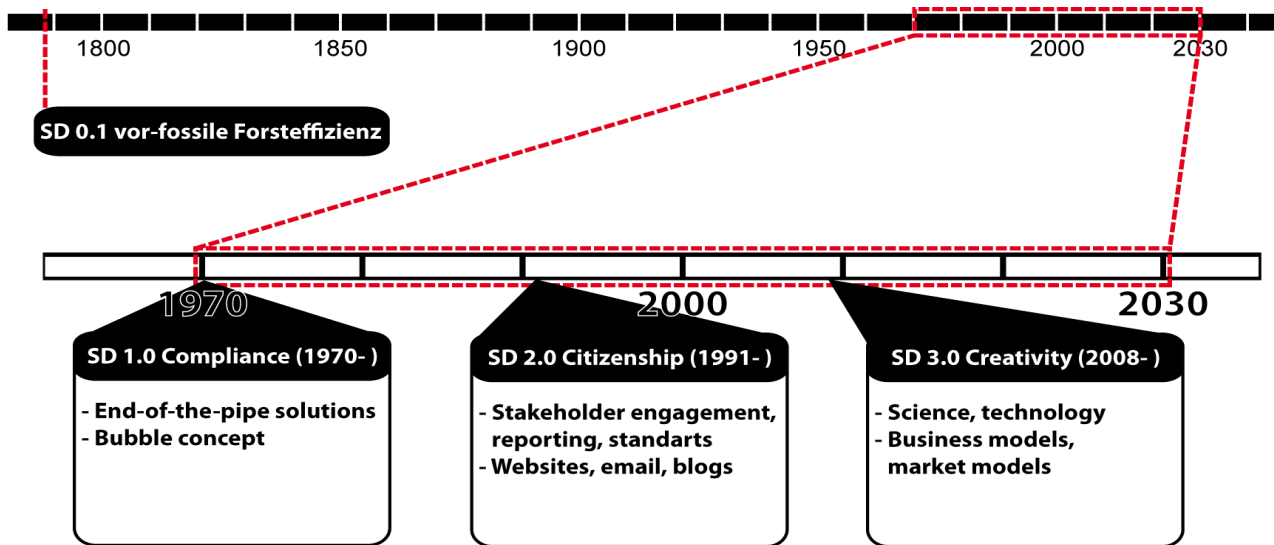 1800 1850 1900 1950 2000 2030
SD 0.1 vor-fossile Forsteffizienz
1970 2000 2030
SD 1.0 Compliance (1970- )
- End-of-the-pipe solutions
- Bubble concept
SD 2.0 Citizenship (1991- )
- Stakeholder engagement,
reporting, standarts
- Websites, email, blogs
SD 3.0 Creativity (2008- )
- Science, technology
- Business models,
market models